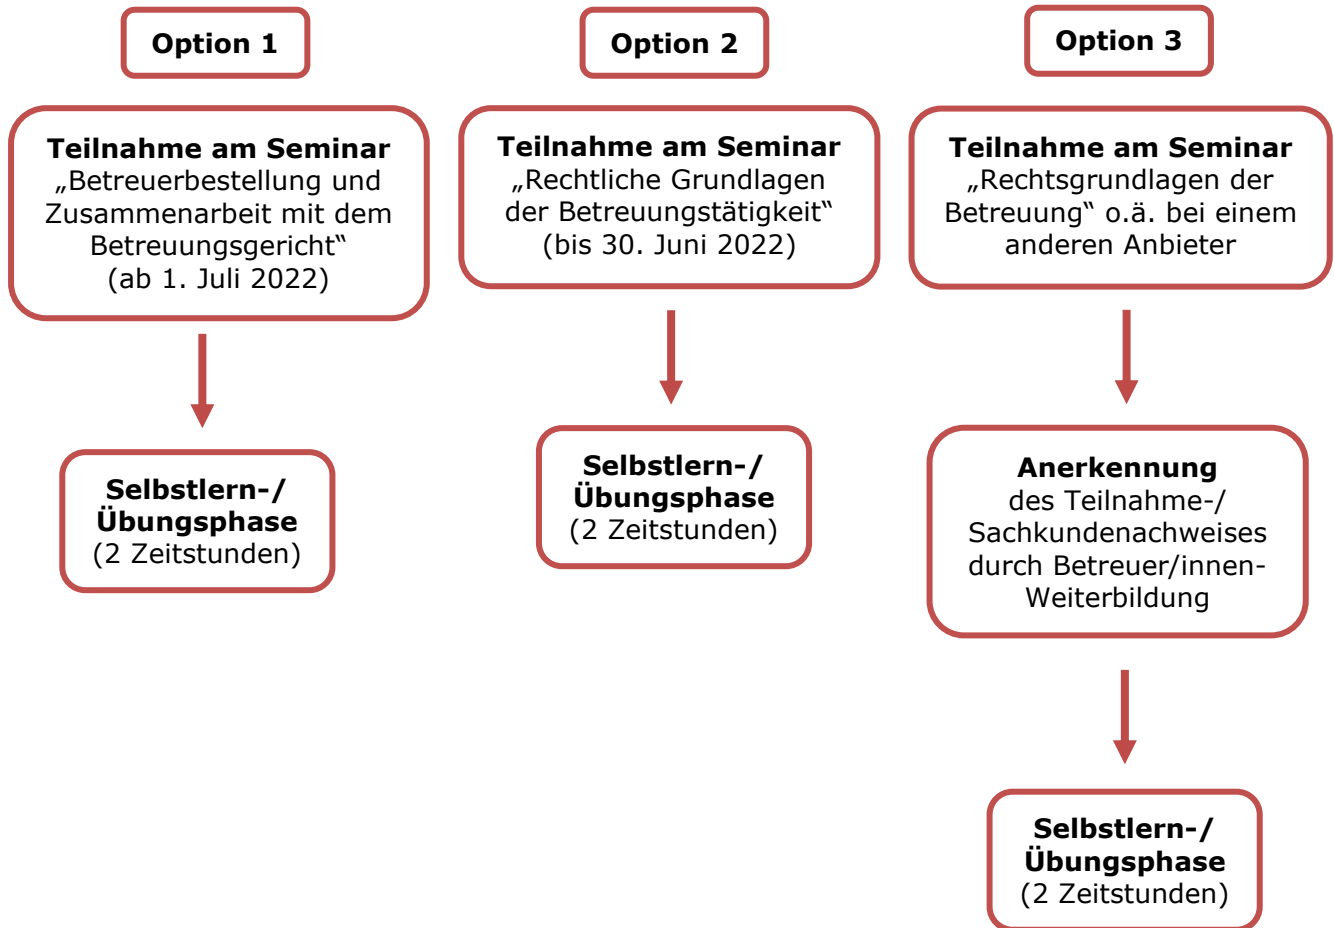 Option 1
Teilnahme am Seminar
„Betreuerbestellung und
Zusammenarbeit mit dem
Betreuungsgericht“
(ab 1. Juli 2022)
Selbstlern-/
Übungsphase
(2 Zeitstunden)
Option 2
Teilnahme am Seminar
„Rechtliche Grundlagen
der Betreuungstätigkeit“
(bis 30. Juni 2022)
Selbstlern-/
Übungsphase
(2 Zeitstunden)
Option 3
Teilnahme am Seminar
„Rechtsgrundlagen der
Betreuung“ o.ä. bei einem
anderen Anbieter
Anerkennung
des Teilnahme-/
Sachkundenachweises
durch Betreuer/innen-
Weiterbildung
Selbstlern-/
Übungsphase
(2 Zeitstunden)